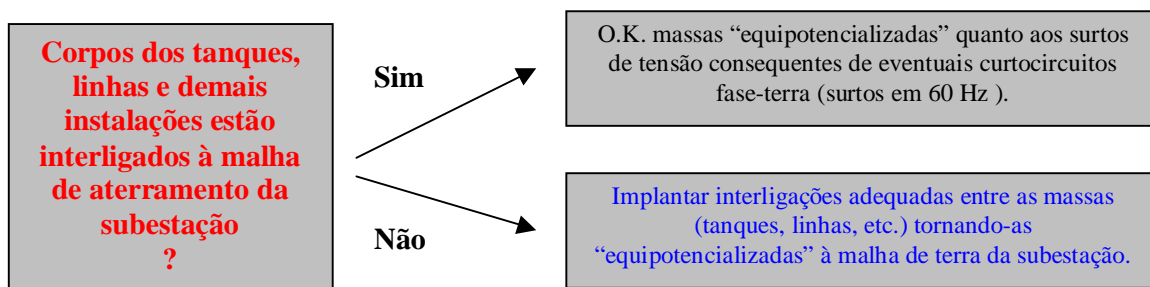 Corpos dos tanques,
linhas e demais
instalações estão
interligados à malha
de aterramento da
subestação
?
Sim
O.K. massas “equipotencializadas” quanto aos surtos
de tensão consequentes de eventuais curtocircuitos
fase-terra (surtos em 60 Hz ).
Não
Implantar interligações adequadas entre as massas
(tanques, linhas, etc.) tornando-as
“equipotencializadas” à malha de terra da subestação.